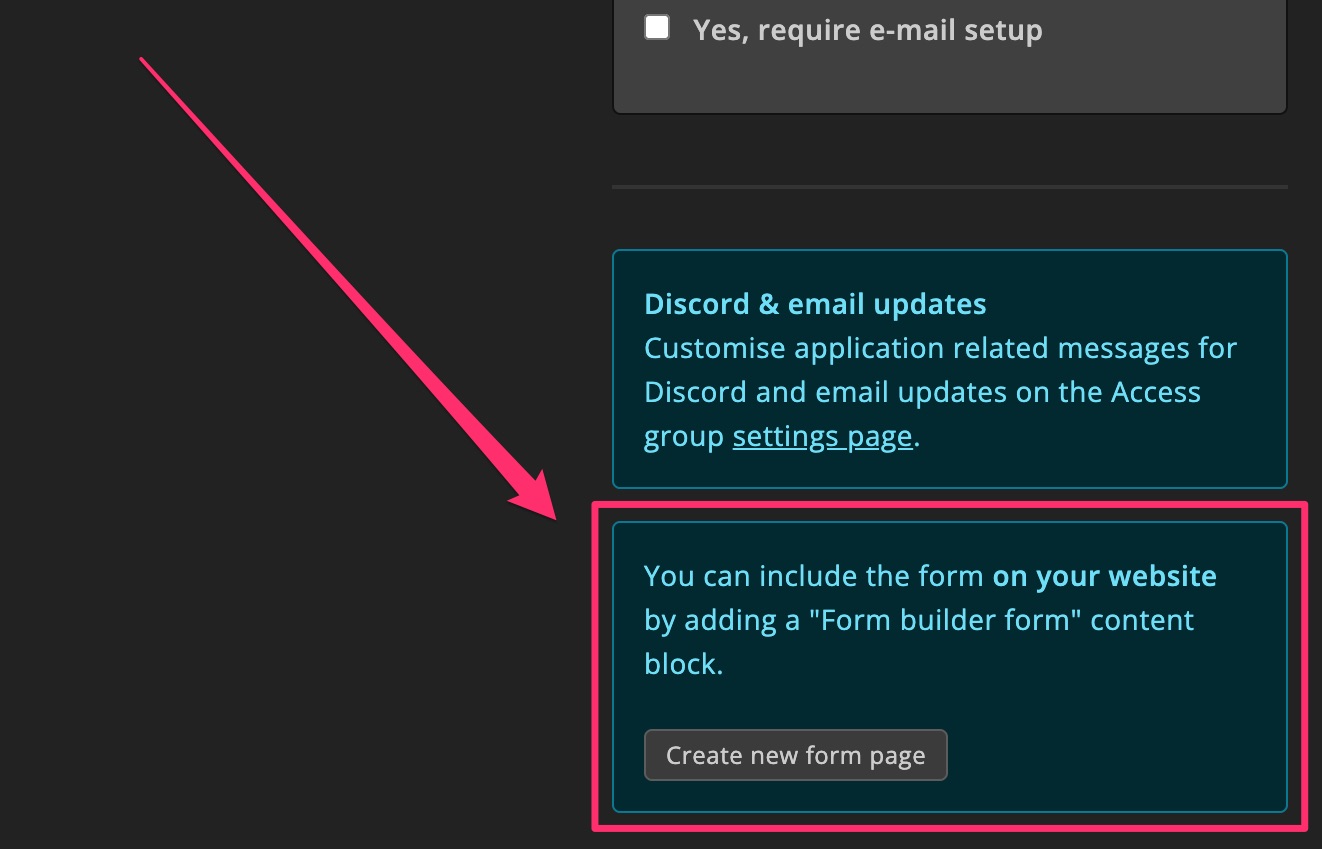 Yes, require e-mail setup
Discord & email updates
Customise application related messages for
Discord and email updates on the Access
group settings page.
You can include the form on your website
by adding a "Form builder form" content
block.
Create new form page